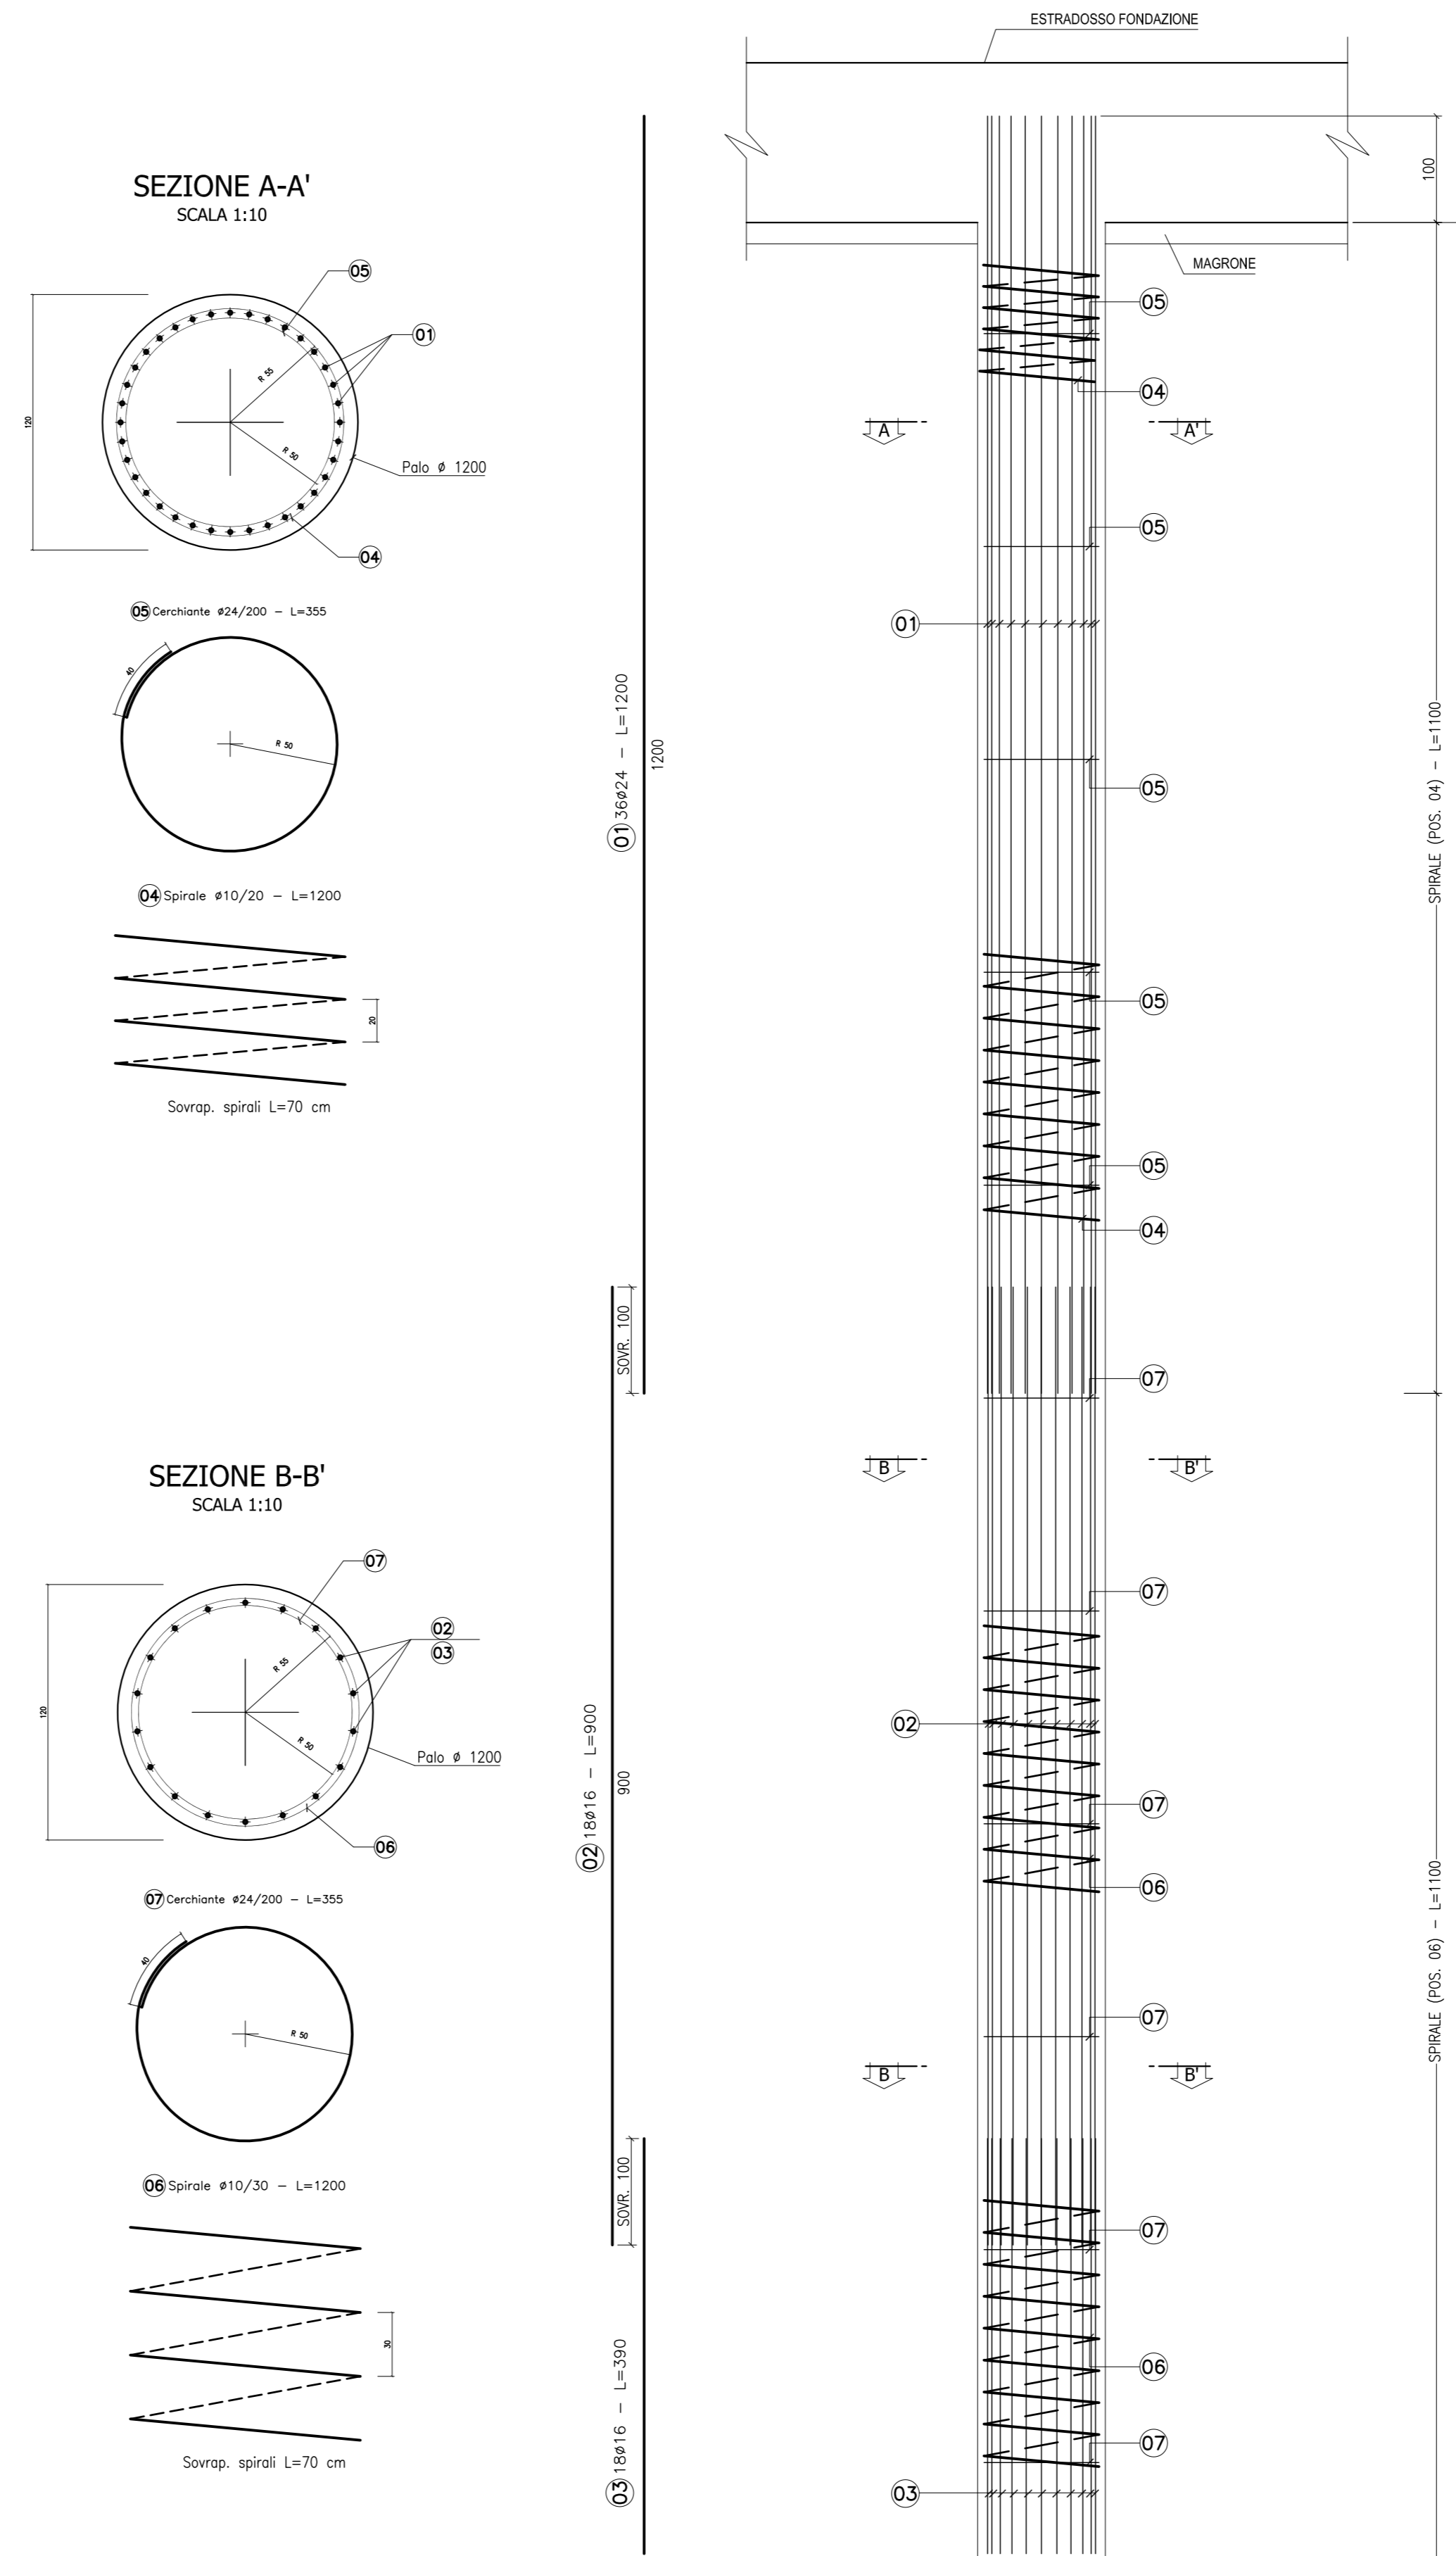 ESTRADOSSO FONDAZIONE
100
MAGRONE
SEZIONE A-A'
SCALA 1:10
05
01
R 55
R 50
120
Palo ø 1200
04
05 Cerchiante ø24/200 - L=355
40
R 50
04 Spirale ø10/20 - L=1200
20
Sovrap. spirali L=70 cm
01 36ø24 - L=1200
1200
SOVR. 100
05
04
A A'
05
01
05
05
05
04
SPIRALE (POS. 04) - L=1100
07
B B'
SEZIONE B-B'
SCALA 1:10
07
02
03
R 55
R 50
120
Palo ø 1200
06
07 Cerchiante ø24/200 - L=355
40
R 50
06 Spirale ø10/30 - L=1200
30
Sovrap. spirali L=70 cm
02 18ø16 - L=900
900
SOVR. 100
03 18ø16 - L=390
07
02
07
06
07
B B'
07
06
07
03
SPIRALE (POS. 06) - L=1100